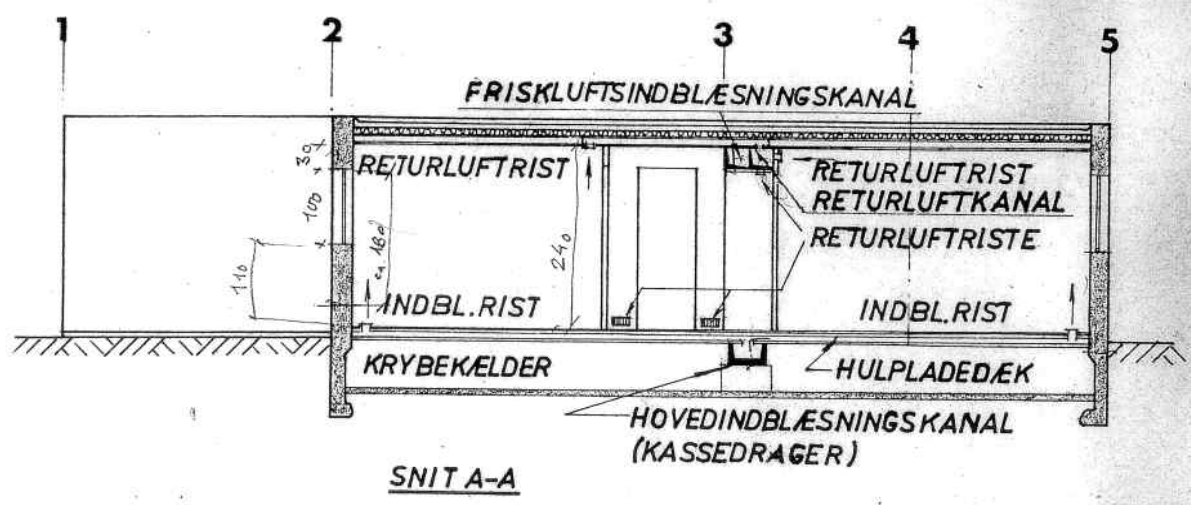 1 2 3 4 5
FRISKLUFTSINDBLÆSNINGSKANAL
30
RETURLUFTRIST
RETURLUFTRIST
RETURLUFTKANAL
100
ca. 180
240
RETURLUFTRISTE
110
INDBL.RIST
INDBL.RIST
KRYBEKÆLDER
HULPLADEDÆK
HOVEDINDBLÆSNINGSKANAL
(KASSEDRAGER)
SNIT A-A